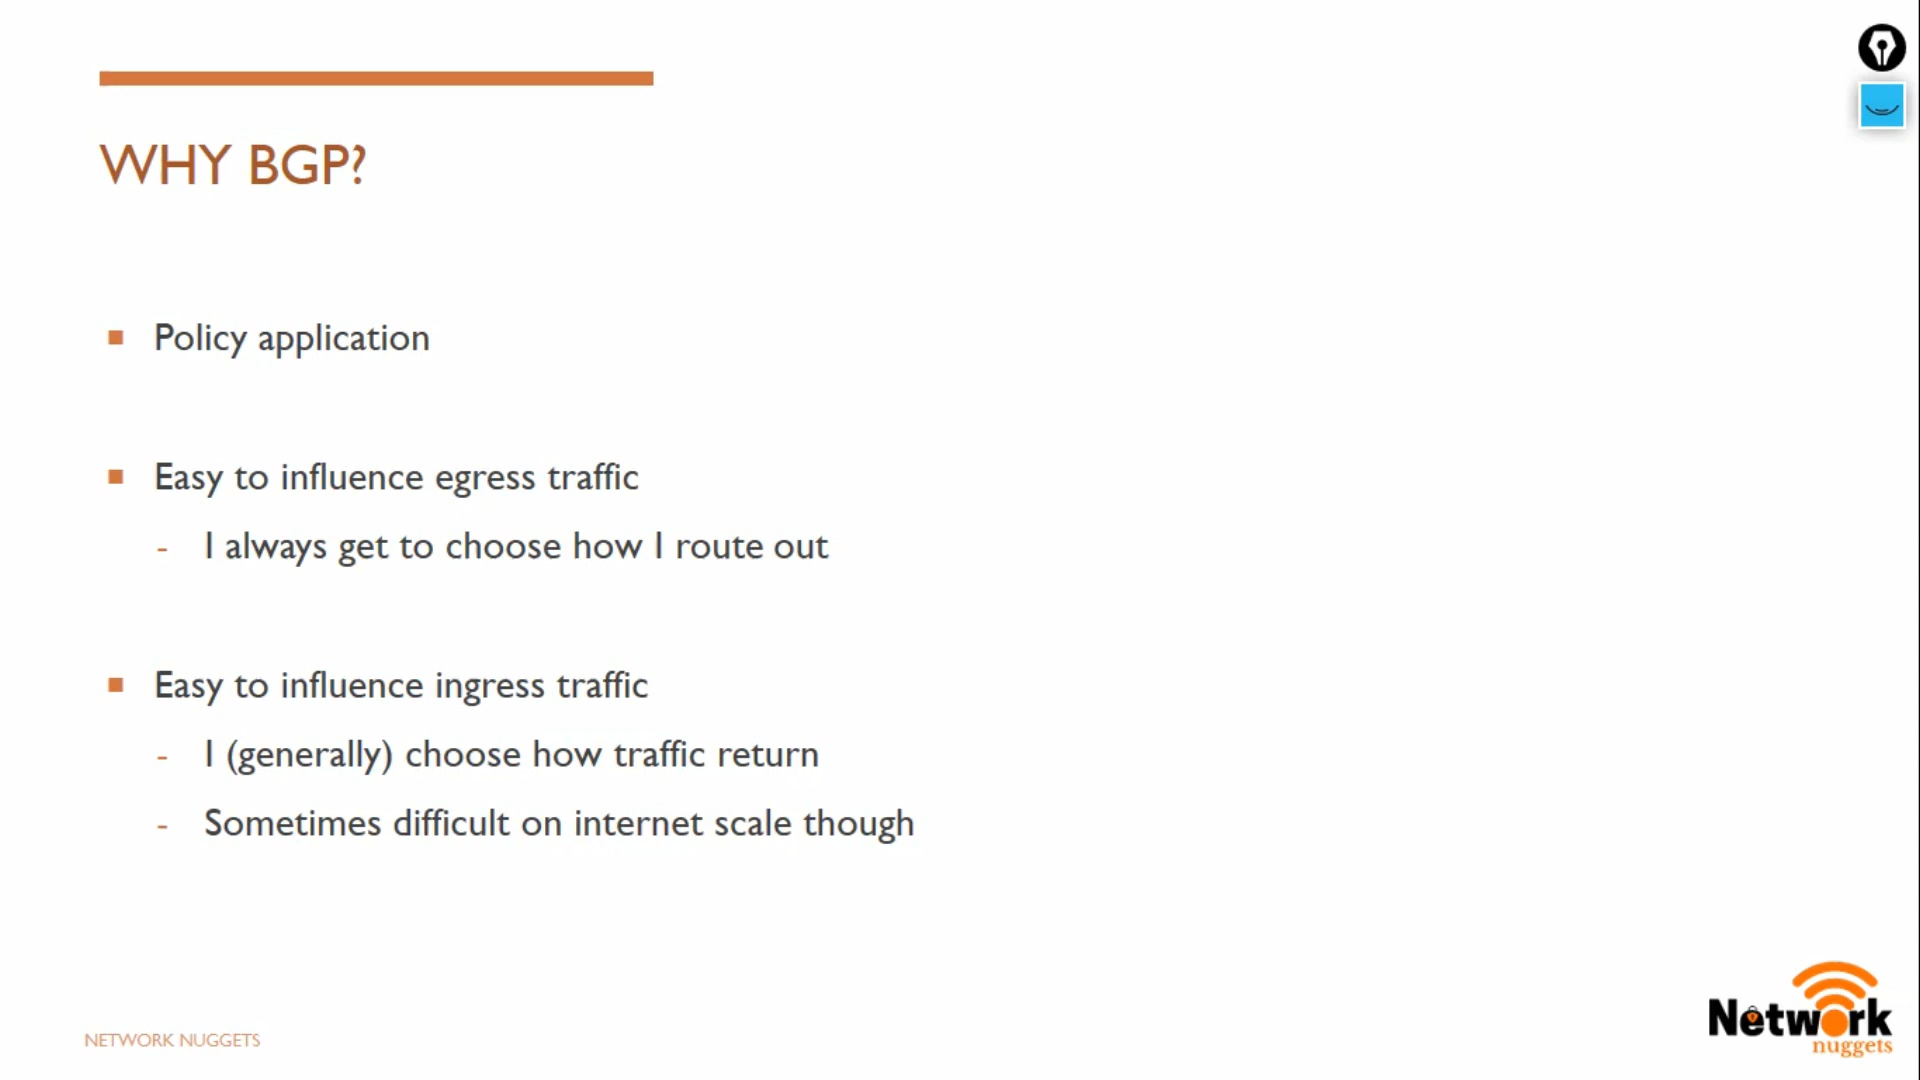 WHY BGP?
Policy application
Easy to influence egress traffic
- I always get to choose how I route out
Easy to influence ingress traffic
- I (generally) choose how traffic return
- Sometimes difficult on internet scale though
NETWORK NUGGETS
Network
nuggets